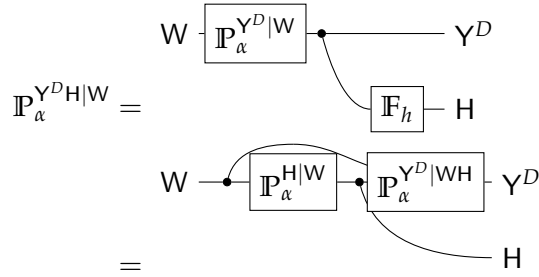 W ℙ_α^{Y^D|W} Y^D
ℙ_α^{Y^D H|W} = 𝔽_h H
W ℙ_α^{H|W} ℙ_α^{Y^D|WH} Y^D
= H